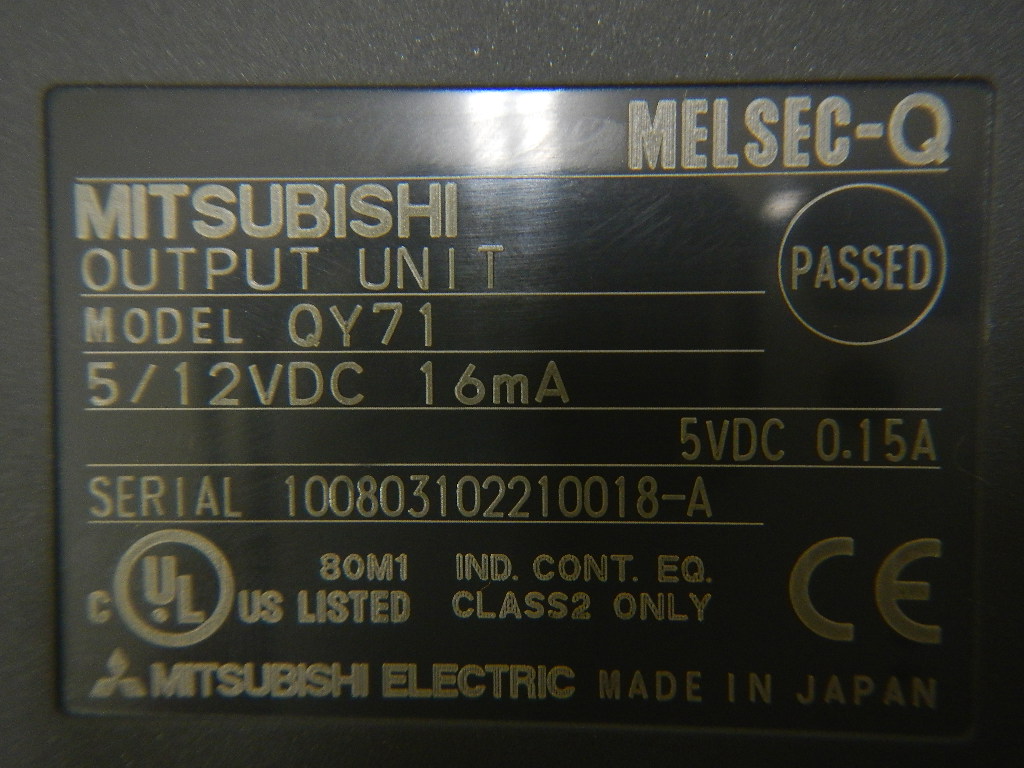 MELSEC-Q
MITSUBISHI
OUTPUT UNIT
PASSED
MODEL QY71
5/12VDC 16mA
5VDC 0.15A
SERIAL 100803102210018-A
C UL US LISTED 80M1 IND. CONT. EQ.
CLASS2 ONLY
CE
MITSUBISHI ELECTRIC MADE IN JAPAN